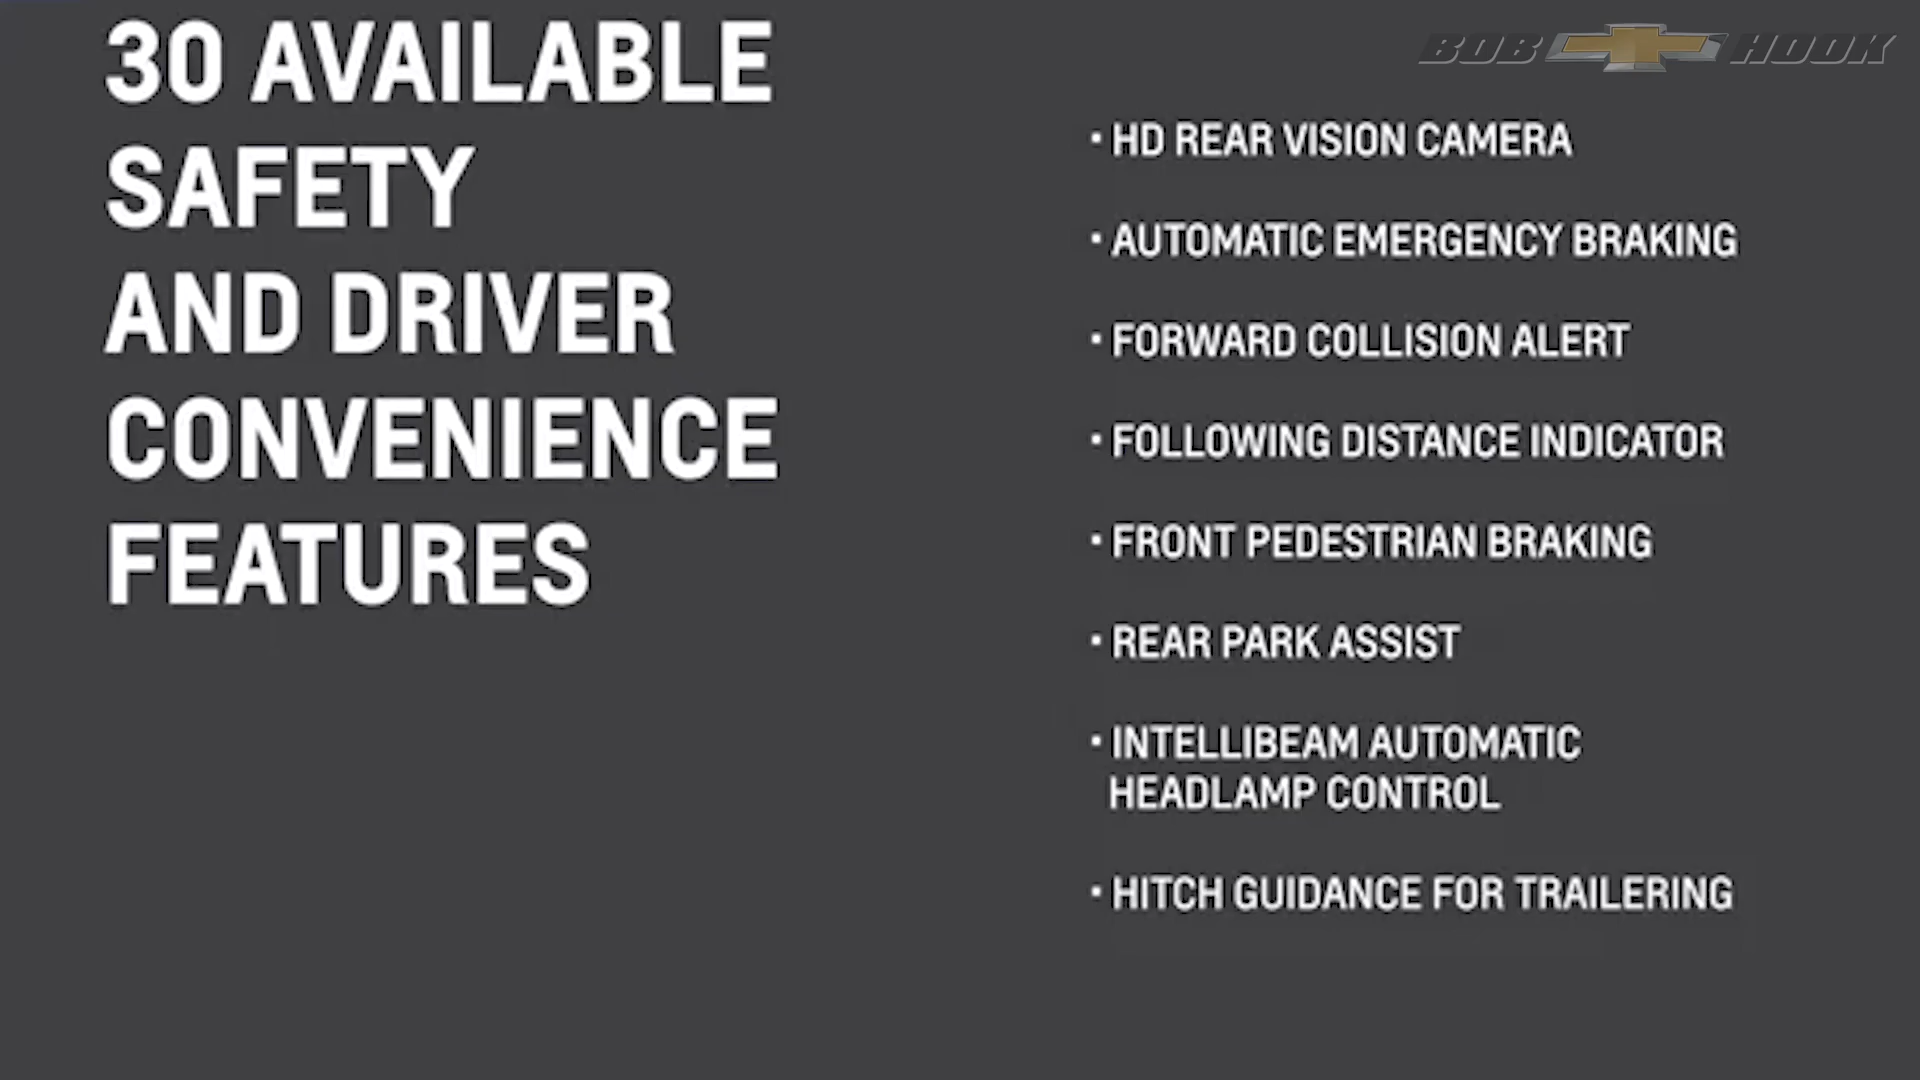 30 AVAILABLE
SAFETY
AND DRIVER
CONVENIENCE
FEATURES
BOB HOOK
· HD REAR VISION CAMERA
· AUTOMATIC EMERGENCY BRAKING
· FORWARD COLLISION ALERT
· FOLLOWING DISTANCE INDICATOR
· FRONT PEDESTRIAN BRAKING
· REAR PARK ASSIST
· INTELLIBEAM AUTOMATIC
HEADLAMP CONTROL
· HITCH GUIDANCE FOR TRAILERING